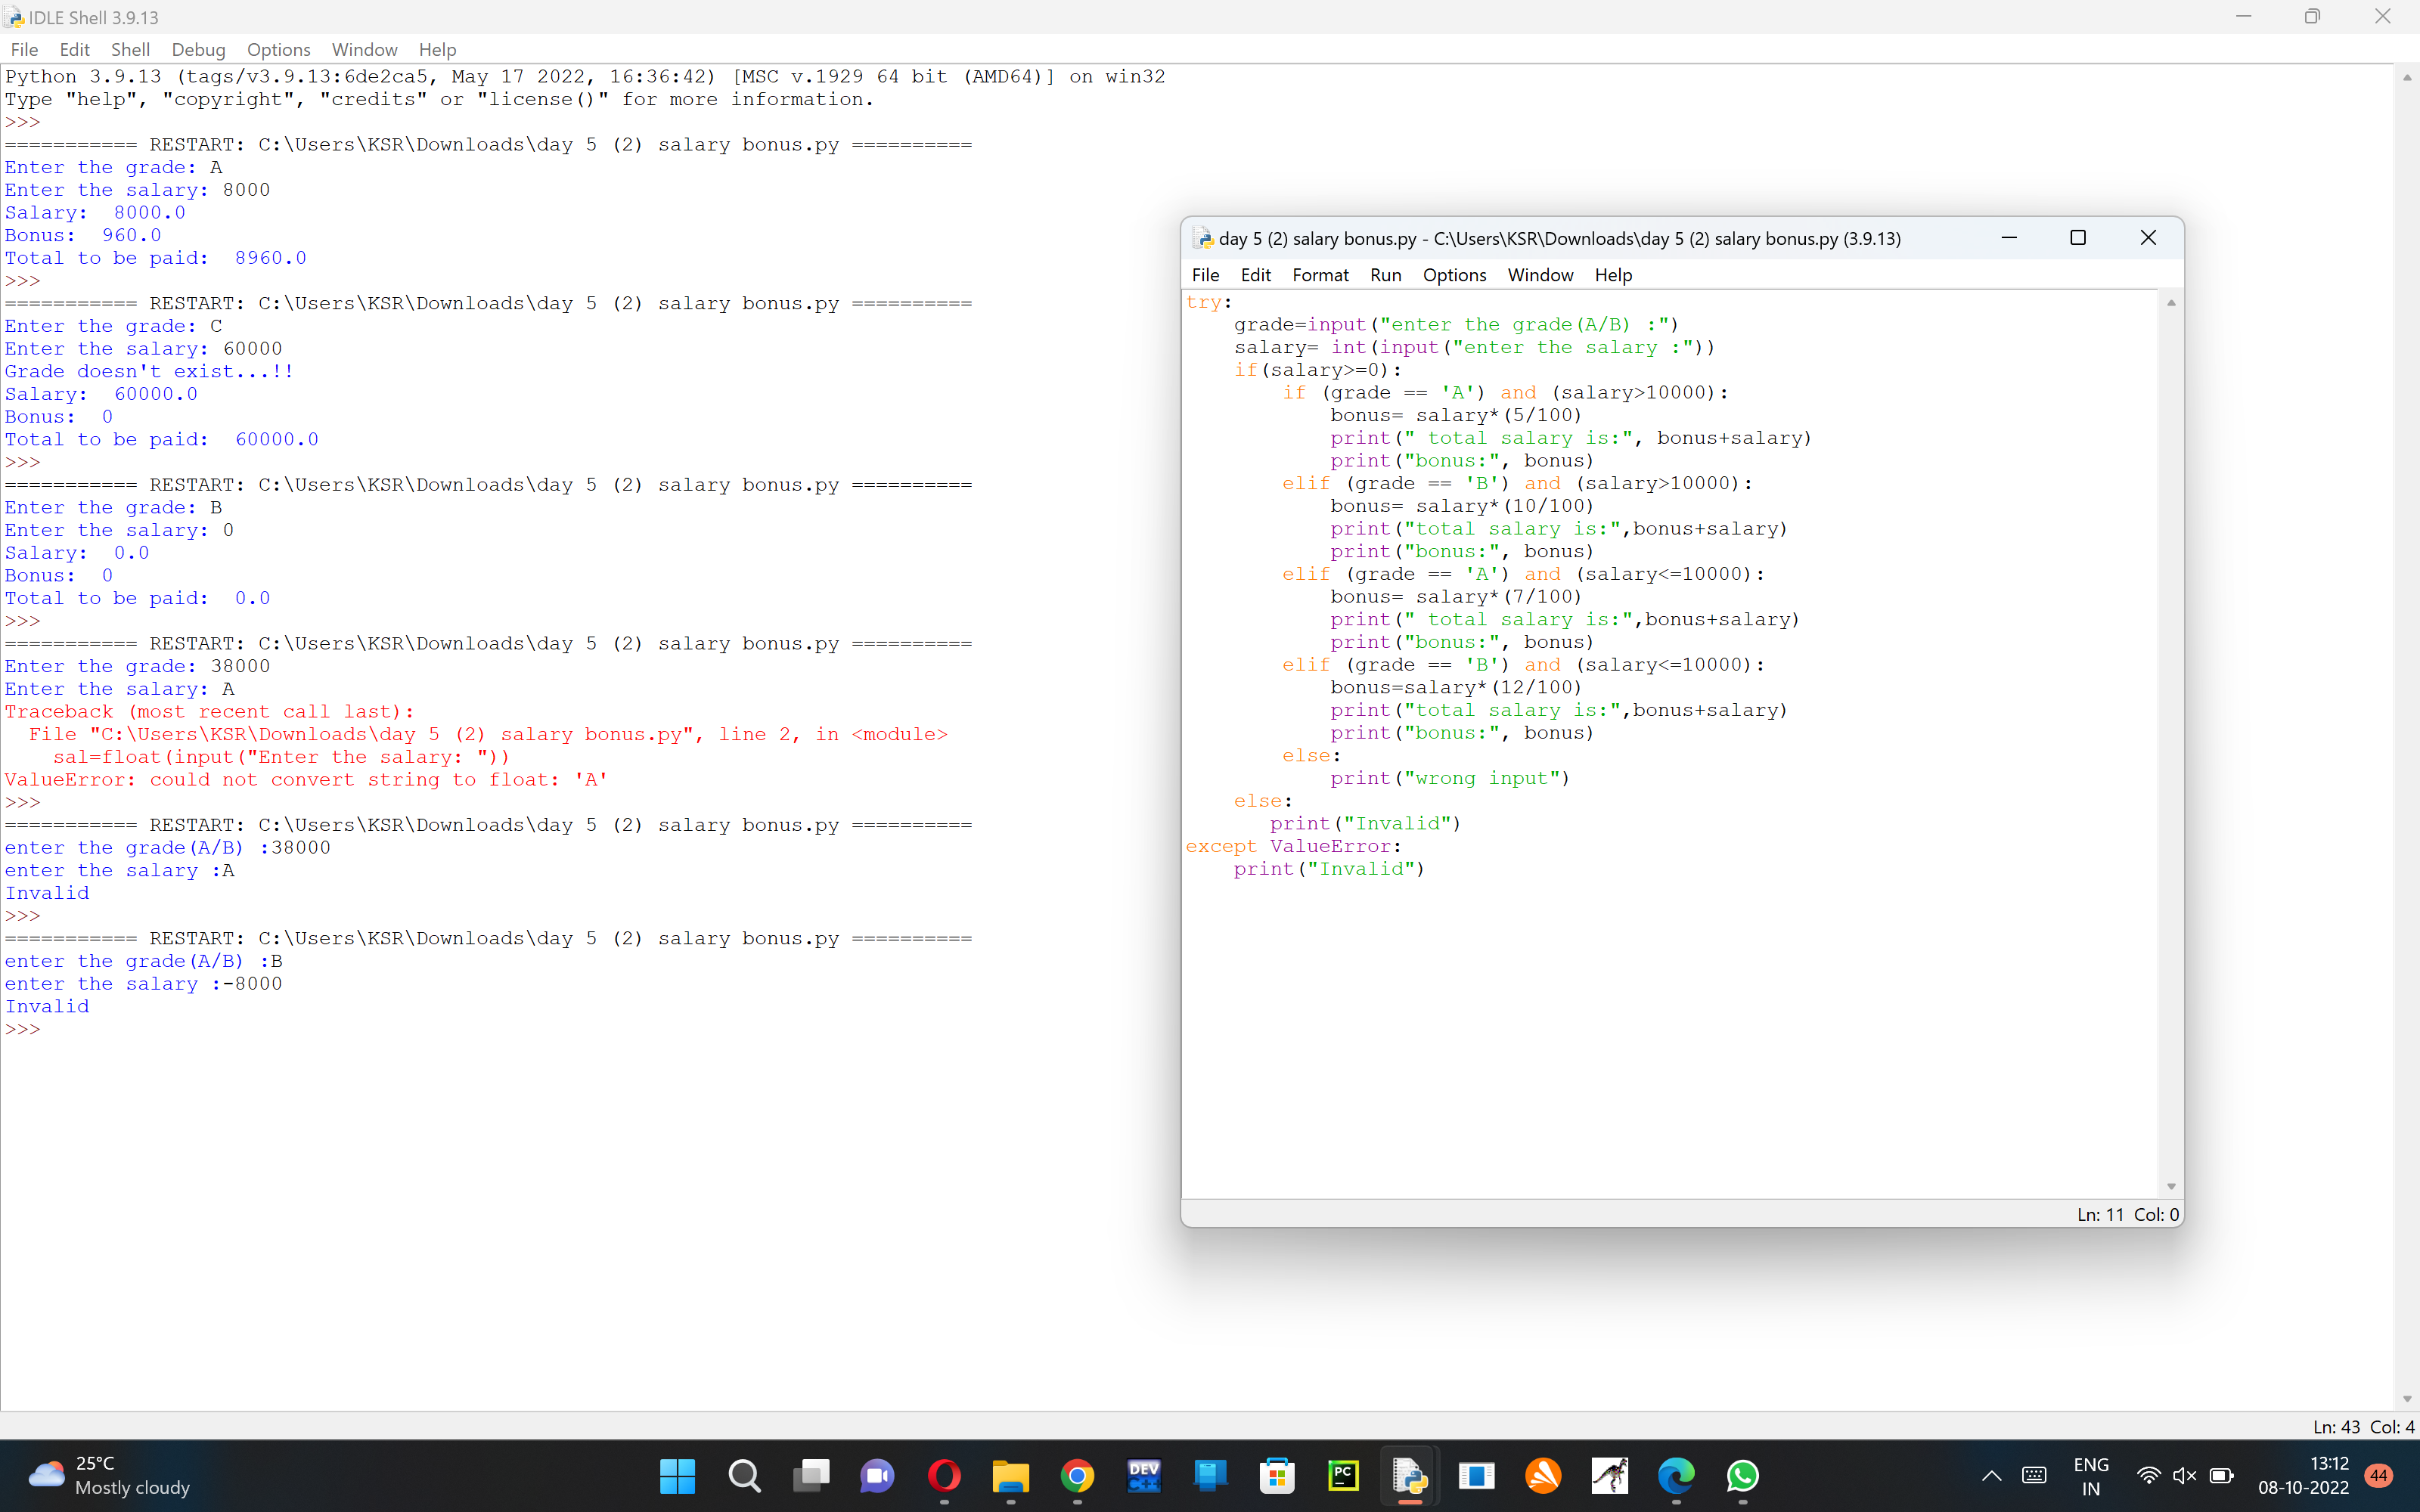 IDLE Shell 3.9.13
File Edit Shell Debug Options Window Help
Python 3.9.13 (tags/v3.9.13:6de2ca5, May 17 2022, 16:36:42) [MSC v.1929 64 bit (AMD64)] on win32
Type "help", "copyright", "credits" or "license()" for more information.
>>>
=========== RESTART: C:\Users\KSR\Downloads\day 5 (2) salary bonus.py ==========
Enter the grade: A
Enter the salary: 8000
Salary:  8000.0
Bonus:  960.0
Total to be paid:  8960.0
>>>
=========== RESTART: C:\Users\KSR\Downloads\day 5 (2) salary bonus.py ==========
Enter the grade: C
Enter the salary: 60000
Grade doesn't exist...!!
Salary:  60000.0
Bonus:  0
Total to be paid:  60000.0
>>>
=========== RESTART: C:\Users\KSR\Downloads\day 5 (2) salary bonus.py ==========
Enter the grade: B
Enter the salary: 0
Salary:  0.0
Bonus:  0
Total to be paid:  0.0
>>>
=========== RESTART: C:\Users\KSR\Downloads\day 5 (2) salary bonus.py ==========
Enter the grade: 38000
Enter the salary: A
Traceback (most recent call last):
  File "C:\Users\KSR\Downloads\day 5 (2) salary bonus.py", line 2, in <module>
    sal=float(input("Enter the salary: "))
ValueError: could not convert string to float: 'A'
>>>
=========== RESTART: C:\Users\KSR\Downloads\day 5 (2) salary bonus.py ==========
enter the grade(A/B) :38000
enter the salary :A
Invalid
>>>
=========== RESTART: C:\Users\KSR\Downloads\day 5 (2) salary bonus.py ==========
enter the grade(A/B) :B
enter the salary :-8000
Invalid
>>>
day 5 (2) salary bonus.py - C:\Users\KSR\Downloads\day 5 (2) salary bonus.py (3.9.13)
File Edit Format Run Options Window Help
try:
    grade=input("enter the grade(A/B) :")
    salary= int(input("enter the salary :"))
    if(salary>=0):
        if (grade == 'A') and (salary>10000):
            bonus= salary*(5/100)
            print(" total salary is:", bonus+salary)
            print("bonus:", bonus)
        elif (grade == 'B') and (salary>10000):
            bonus= salary*(10/100)
            print("total salary is:",bonus+salary)
            print("bonus:", bonus)
        elif (grade == 'A') and (salary<=10000):
            bonus= salary*(7/100)
            print(" total salary is:",bonus+salary)
            print("bonus:", bonus)
        elif (grade == 'B') and (salary<=10000):
            bonus=salary*(12/100)
            print("total salary is:",bonus+salary)
            print("bonus:", bonus)
        else:
            print("wrong input")
    else:
       print("Invalid")
except ValueError:
    print("Invalid")
Ln: 11 Col: 0
Ln: 43 Col: 4
25°C
Mostly cloudy
DEV
C++
PC
ENG
IN
13:12
08-10-2022
44